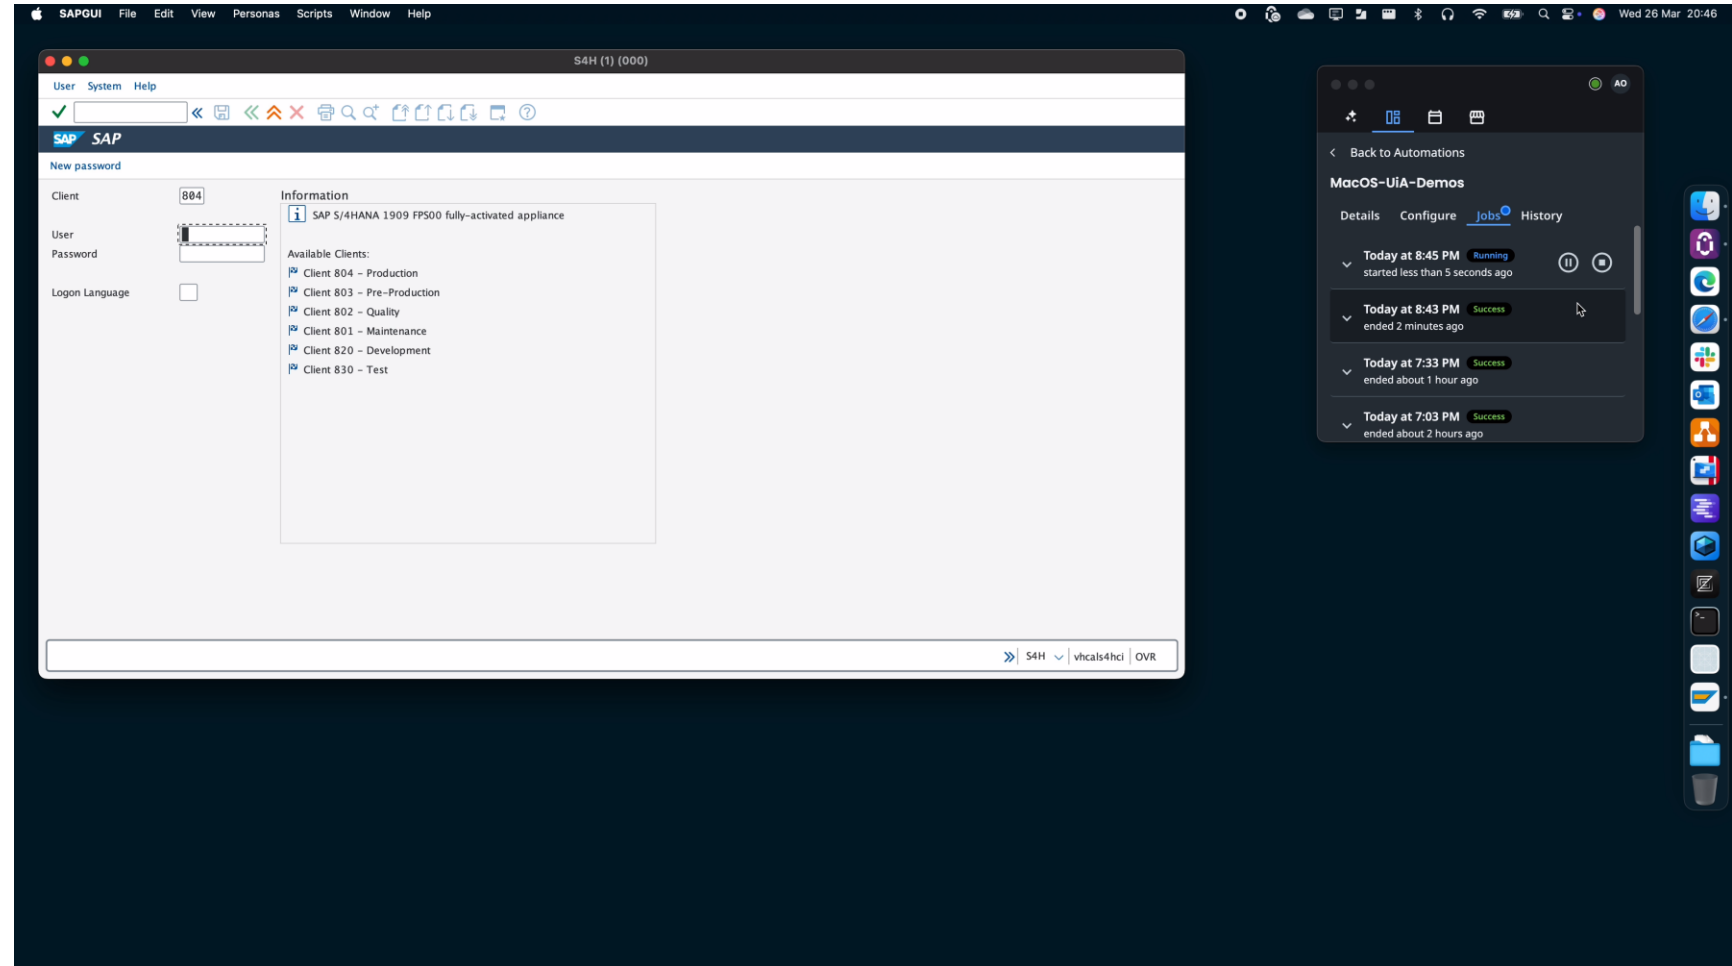 SAPGUI File Edit View Personas Scripts Window Help
Wed 26 Mar 20:46
S4H (1) (000)
User System Help
SAP SAP
New password
Client 804
User
Password
Logon Language
Information
SAP S/4HANA 1909 FPS00 fully-activated appliance
Available Clients:
Client 804 - Production
Client 803 - Pre-Production
Client 802 - Quality
Client 801 - Maintenance
Client 820 - Development
Client 830 - Test
S4H vhcals4hci OVR
AO
Back to Automations
MacOS-UiA-Demos
Details Configure Jobs History
Today at 8:45 PM Running
started less than 5 seconds ago
Today at 8:43 PM Success
ended 2 minutes ago
Today at 7:33 PM Success
ended about 1 hour ago
Today at 7:03 PM Success
ended about 2 hours ago